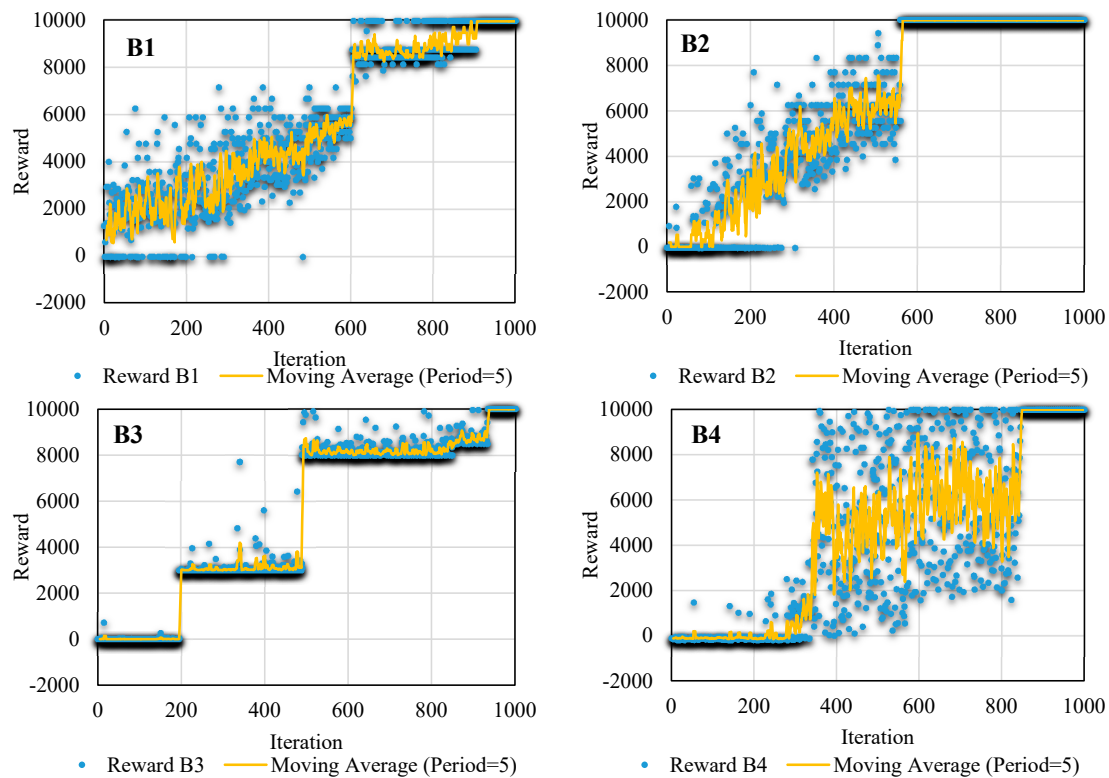 B1
10000
8000
6000
4000
2000
0
-2000
Reward
0 200 400 600 800 1000
Iteration
Reward B1 Moving Average (Period=5)
B2
10000
8000
6000
4000
2000
0
-2000
Reward
0 200 400 600 800 1000
Iteration
Reward B2 Moving Average (Period=5)
B3
10000
8000
6000
4000
2000
0
-2000
Reward
0 200 400 600 800 1000
Iteration
Reward B3 Moving Average (Period=5)
B4
10000
8000
6000
4000
2000
0
-2000
Reward
0 200 400 600 800 1000
Iteration
Reward B4 Moving Average (Period=5)